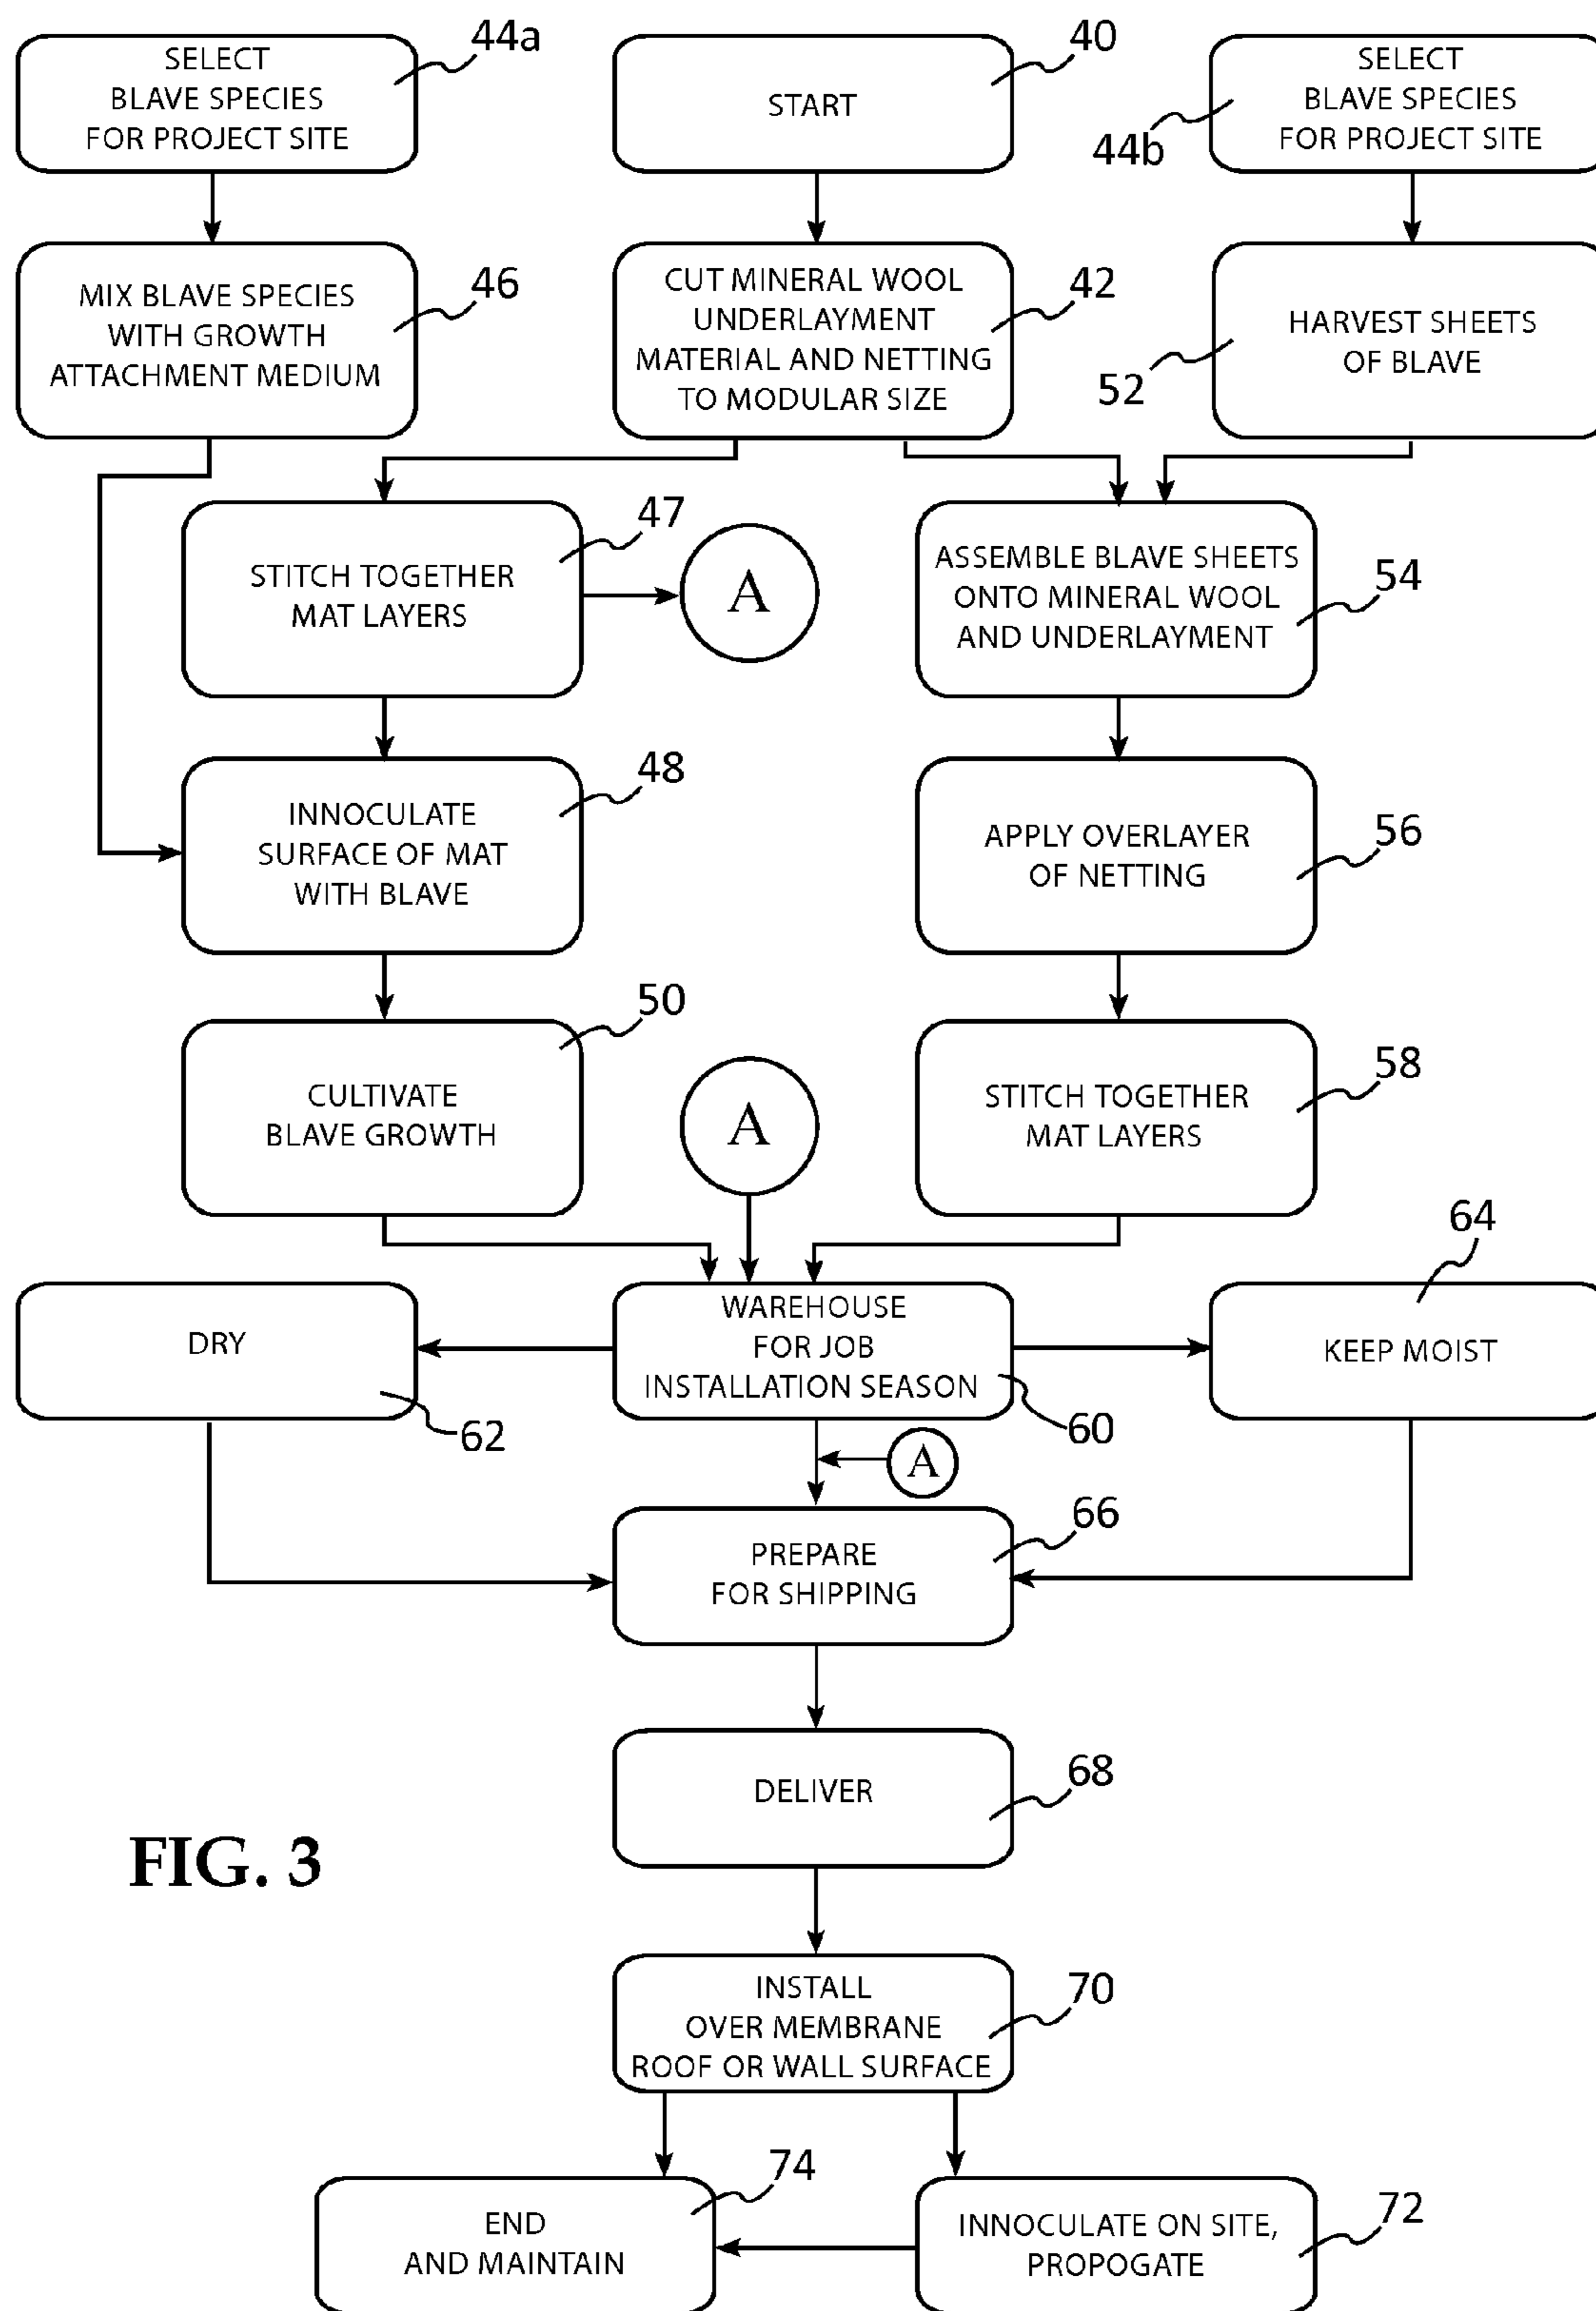 44a
SELECT
BLAVE SPECIES
FOR PROJECT SITE
40
START
SELECT
BLAVE SPECIES
FOR PROJECT SITE
44b
MIX BLAVE SPECIES
WITH GROWTH
ATTACHMENT MEDIUM
46
CUT MINERAL WOOL
UNDERLAYMENT
MATERIAL AND NETTING
TO MODULAR SIZE
42
HARVEST SHEETS
OF BLAVE
52
STITCH TOGETHER
MAT LAYERS
47
A
ASSEMBLE BLAVE SHEETS
ONTO MINERAL WOOL
AND UNDERLAYMENT
54
INNOCULATE
SURFACE OF MAT
WITH BLAVE
48
APPLY OVERLAYER
OF NETTING
56
CULTIVATE
BLAVE GROWTH
50
A
STITCH TOGETHER
MAT LAYERS
58
DRY
62
WAREHOUSE
FOR JOB
INSTALLATION SEASON
60
KEEP MOIST
64
A
PREPARE
FOR SHIPPING
66
DELIVER
68
FIG. 3
INSTALL
OVER MEMBRANE
ROOF OR WALL SURFACE
70
END
AND MAINTAIN
74
INNOCULATE ON SITE,
PROPOGATE
72